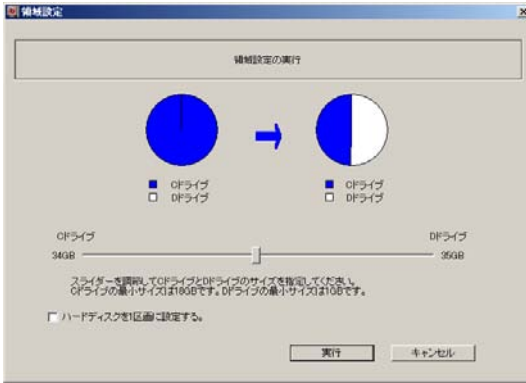 領域設定
領域設定の実行
Cドライブ
Dドライブ
Cドライブ
Dドライブ
Cドライブ
Dドライブ
34GB
35GB
スライダーを調節してCドライブとDドライブのサイズを指定してください。
Cドライブの最小サイズは18GBです。Dドライブの最小サイズは1GBです。
ハードディスクを1区画に設定する。
実行
キャンセル